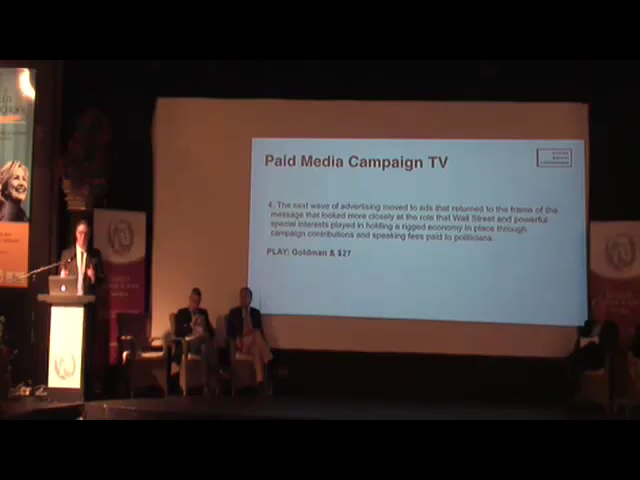 Paid Media Campaign TV
4. The next wave of advertising moved to ads that returned to the frame of the
message that looked more closely at the role that Wall Street and powerful
special interests played in holding a rigged economy in place through
campaign contributions and speaking fees paid to politicians.
PLAY: Goldman & $27